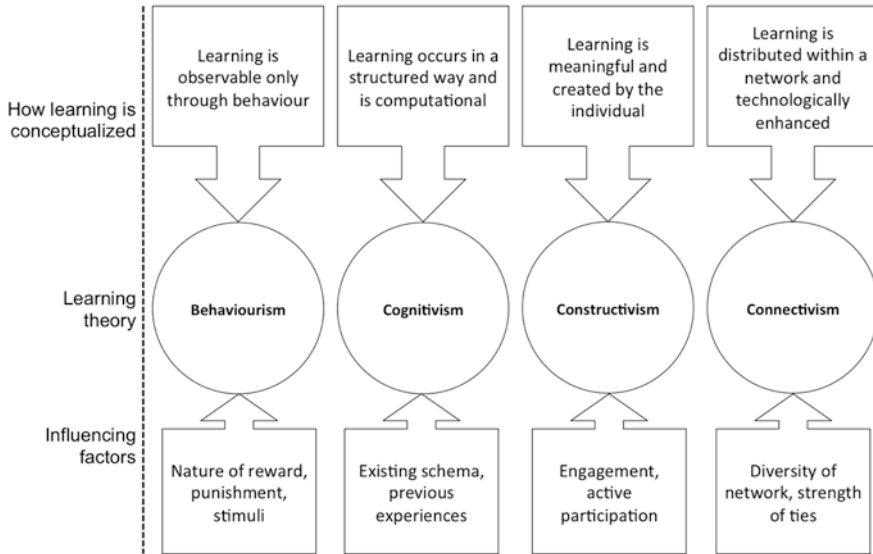 How learning is
conceptualized
Learning is
observable only
through behaviour
Learning occurs in a
structured way and
is computational
Learning is
meaningful and
created by the
individual
Learning is
distributed within a
network and
technologically
enhanced
Learning
theory
Behaviourism
Cognitivism
Constructivism
Connectivism
Influencing
factors
Nature of reward,
punishment,
stimuli
Existing schema,
previous
experiences
Engagement,
active
participation
Diversity of
network, strength
of ties